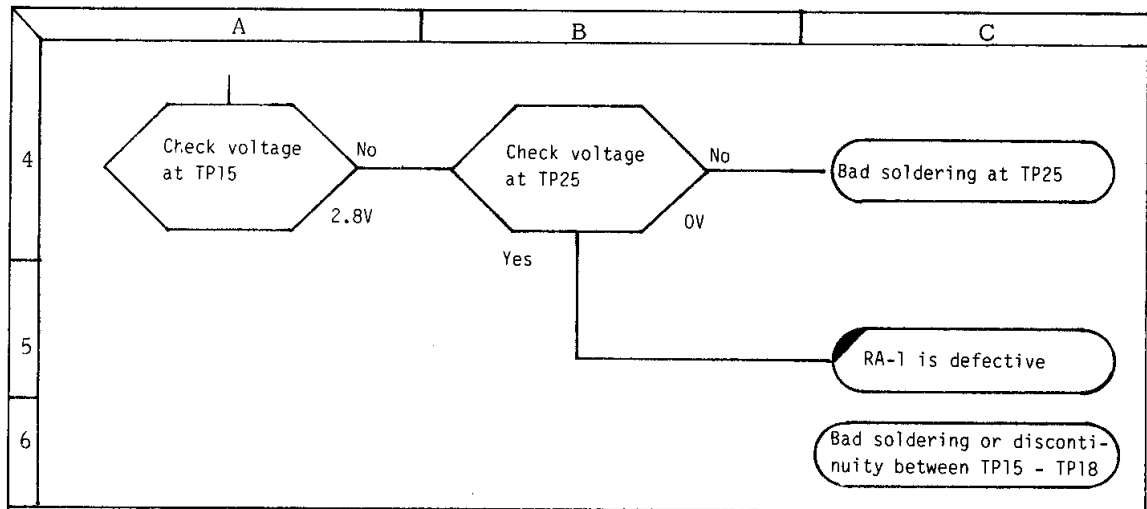 A
B
C
4
Check voltage
at TP15
No
2.8V
Check voltage
at TP25
No
0V
Yes
Bad soldering at TP25
5
RA-1 is defective
6
Bad soldering or disconti-
nuity between TP15 - TP18